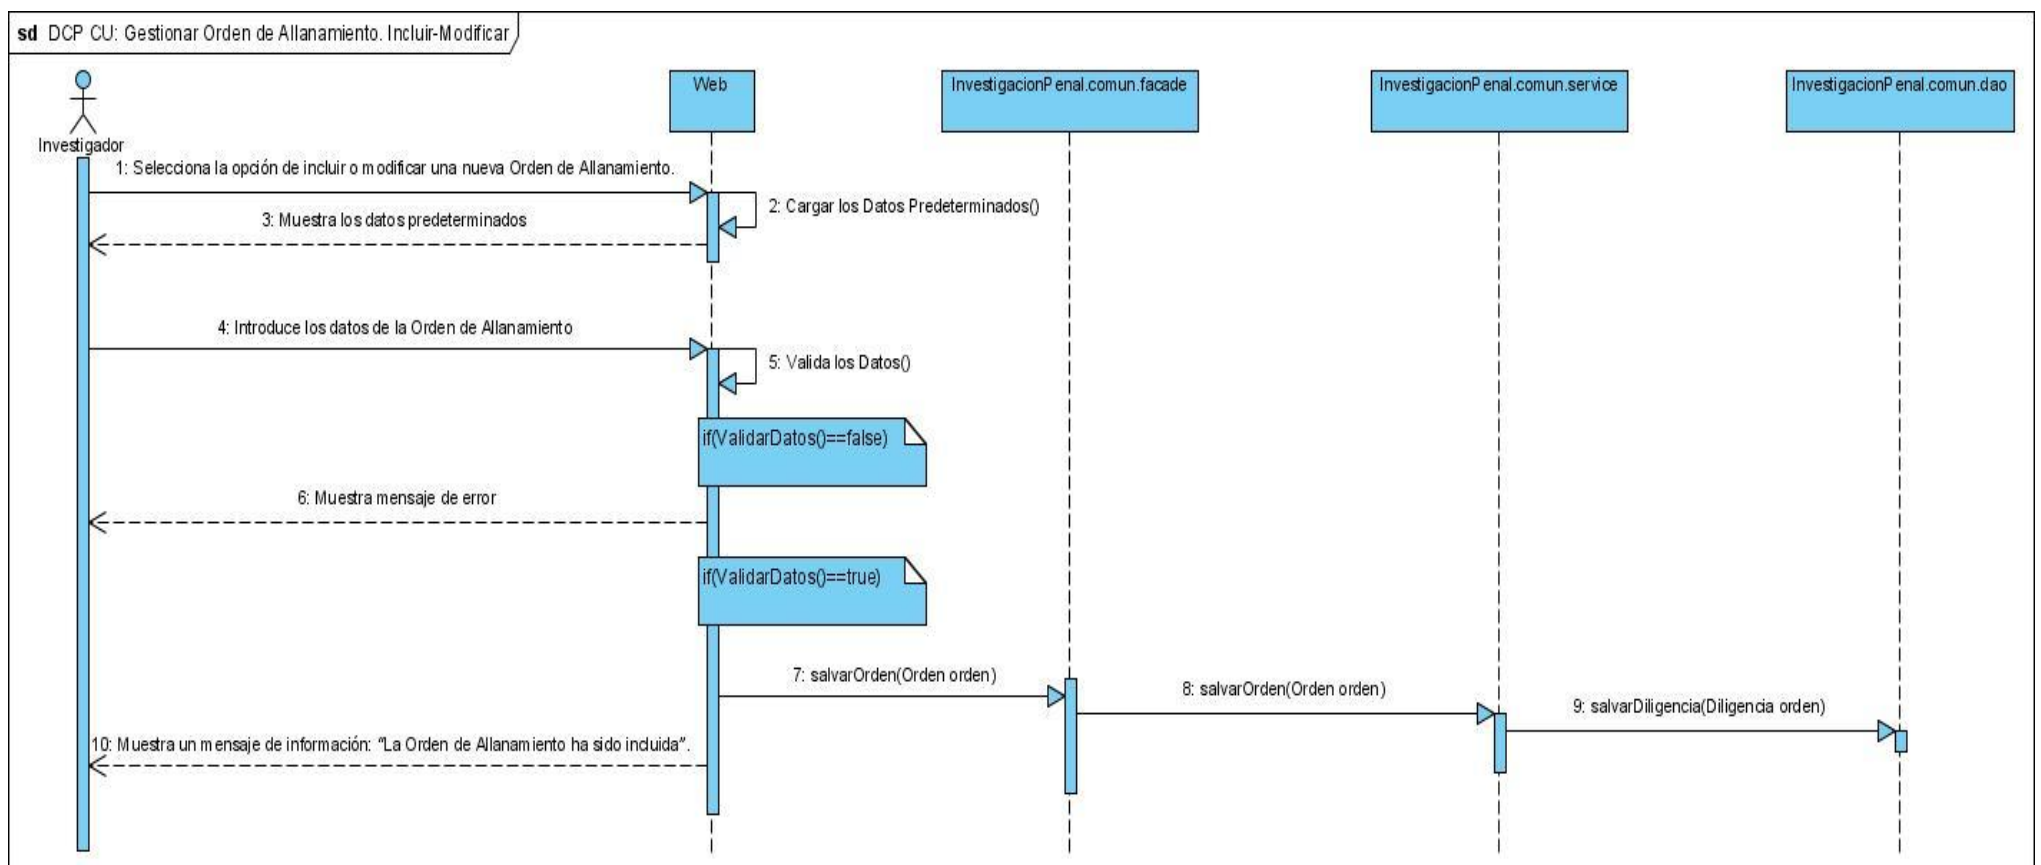 sd DCP CU: Gestionar Orden de Allanamiento. Incluir-Modificar
Investigador
Web
InvestigacionPenal.comun.facade
InvestigacionPenal.comun.service
InvestigacionPenal.comun.dao
1: Selecciona la opción de incluir o modificar una nueva Orden de Allanamiento.
2: Cargar los Datos Predeterminados()
3: Muestra los datos predeterminados
4: Introduce los datos de la Orden de Allanamiento
5: Valida los Datos()
if(ValidarDatos()==false)
6: Muestra mensaje de error
if(ValidarDatos()==true)
7: salvarOrden(Orden orden)
8: salvarOrden(Orden orden)
9: salvarDiligencia(Diligencia orden)
10: Muestra un mensaje de información: “La Orden de Allanamiento ha sido incluida”.